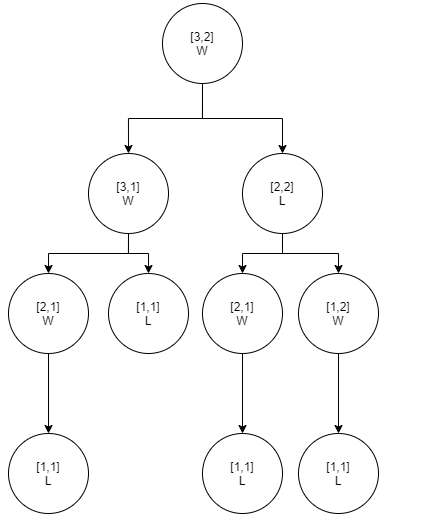 [3,2]
W
[3,1]
W
[2,2]
L
[2,1]
W
[1,1]
L
[2,1]
W
[1,2]
W
[1,1]
L
[1,1]
L
[1,1]
L